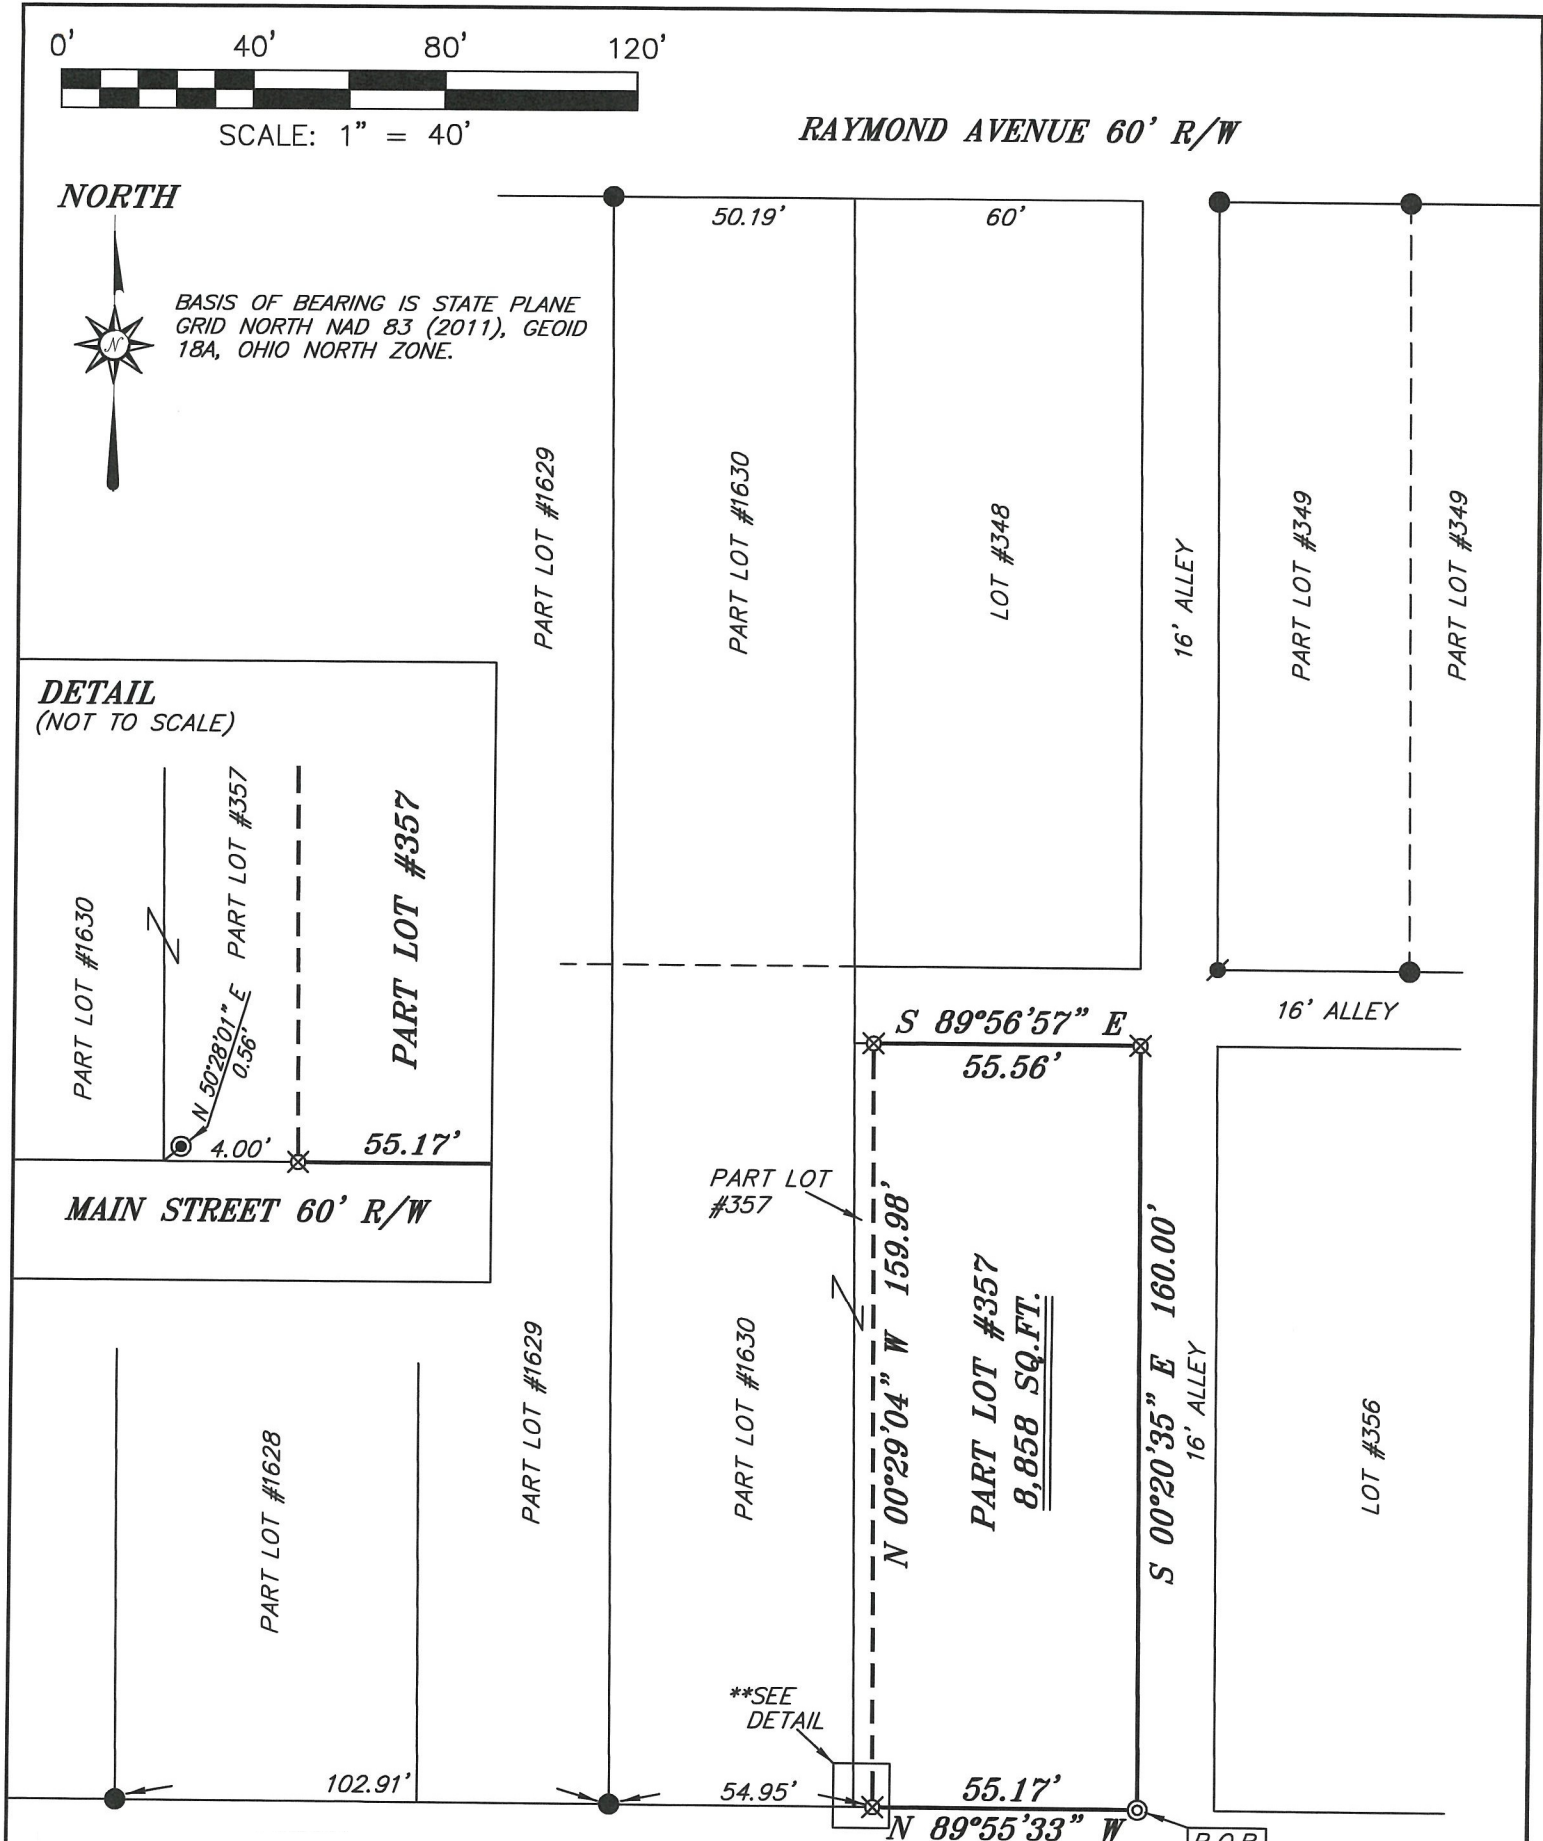 0' 40' 80' 120'
SCALE: 1" = 40'
RAYMOND AVENUE 60' R/W
NORTH
N
BASIS OF BEARING IS STATE PLANE
GRID NORTH NAD 83 (2011), GEOID
18A, OHIO NORTH ZONE.
50.19'
60'
PART LOT #1629
PART LOT #1630
LOT #348
16' ALLEY
PART LOT #349
PART LOT #349
DETAIL
(NOT TO SCALE)
PART LOT #1630
PART LOT #357
PART LOT #357
N 50°28'01" E
0.56'
4.00'
55.17'
MAIN STREET 60' R/W
16' ALLEY
S 89°56'57" E
55.56'
PART LOT
#357
N 00°29'04" W 159.98'
PART LOT #357
8,858 SQ.FT.
S 00°20'35" E 160.00'
16' ALLEY
LOT #356
PART LOT #1628
PART LOT #1629
PART LOT #1630
**SEE
DETAIL
102.91'
54.95'
55.17'
N 89°55'33" W
P.O.B.